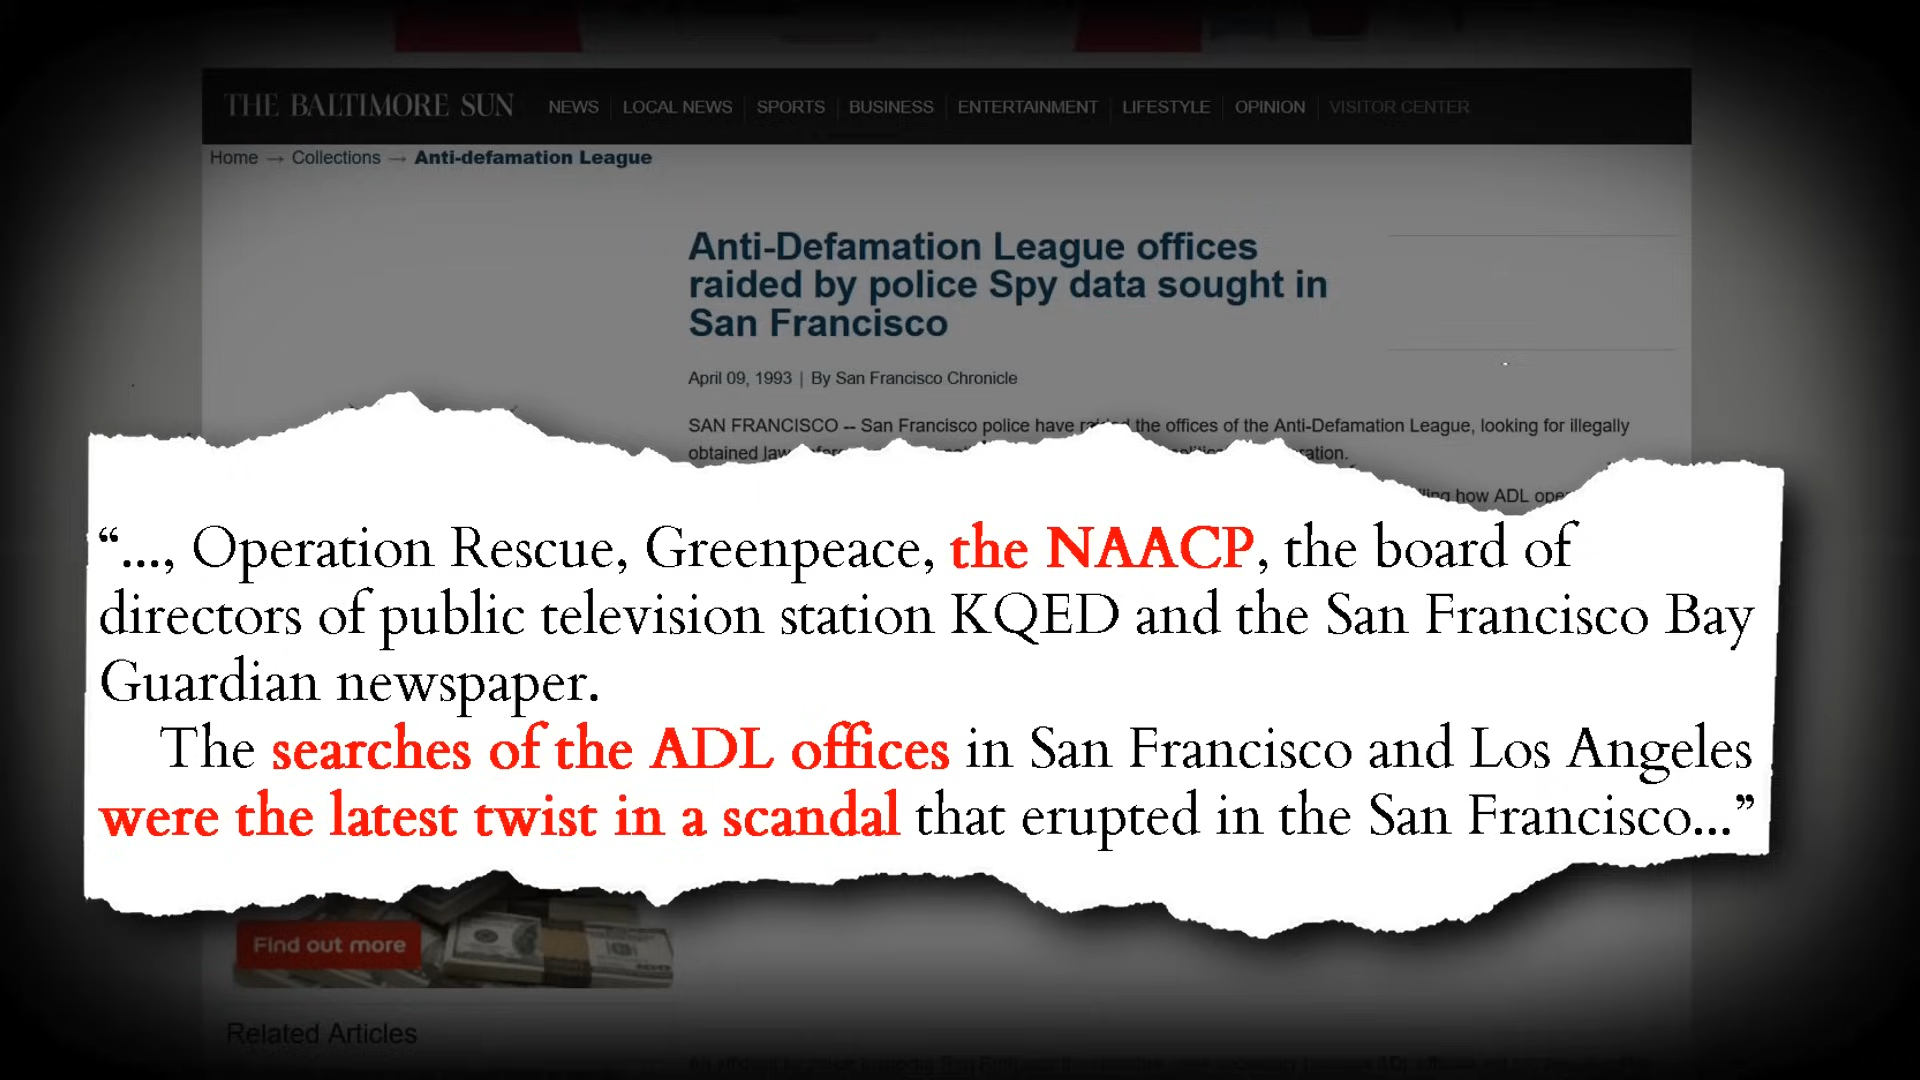 THE BALTIMORE SUN NEWS LOCAL NEWS SPORTS BUSINESS ENTERTAINMENT LIFESTYLE OPINION VISITOR CENTER
Home → Collections → Anti-defamation League
Anti-Defamation League offices
raided by police Spy data sought in
San Francisco
April 09, 1993 | By San Francisco Chronicle
SAN FRANCISCO -- San Francisco police have the offices of the Anti-Defamation League, looking for illegally
obtained
how ADL
“..., Operation Rescue, Greenpeace, the NAACP, the board of
directors of public television station KQED and the San Francisco Bay
Guardian newspaper.
The searches of the ADL offices in San Francisco and Los Angeles
were the latest twist in a scandal that erupted in the San Francisco...”
Find out more
Related Articles